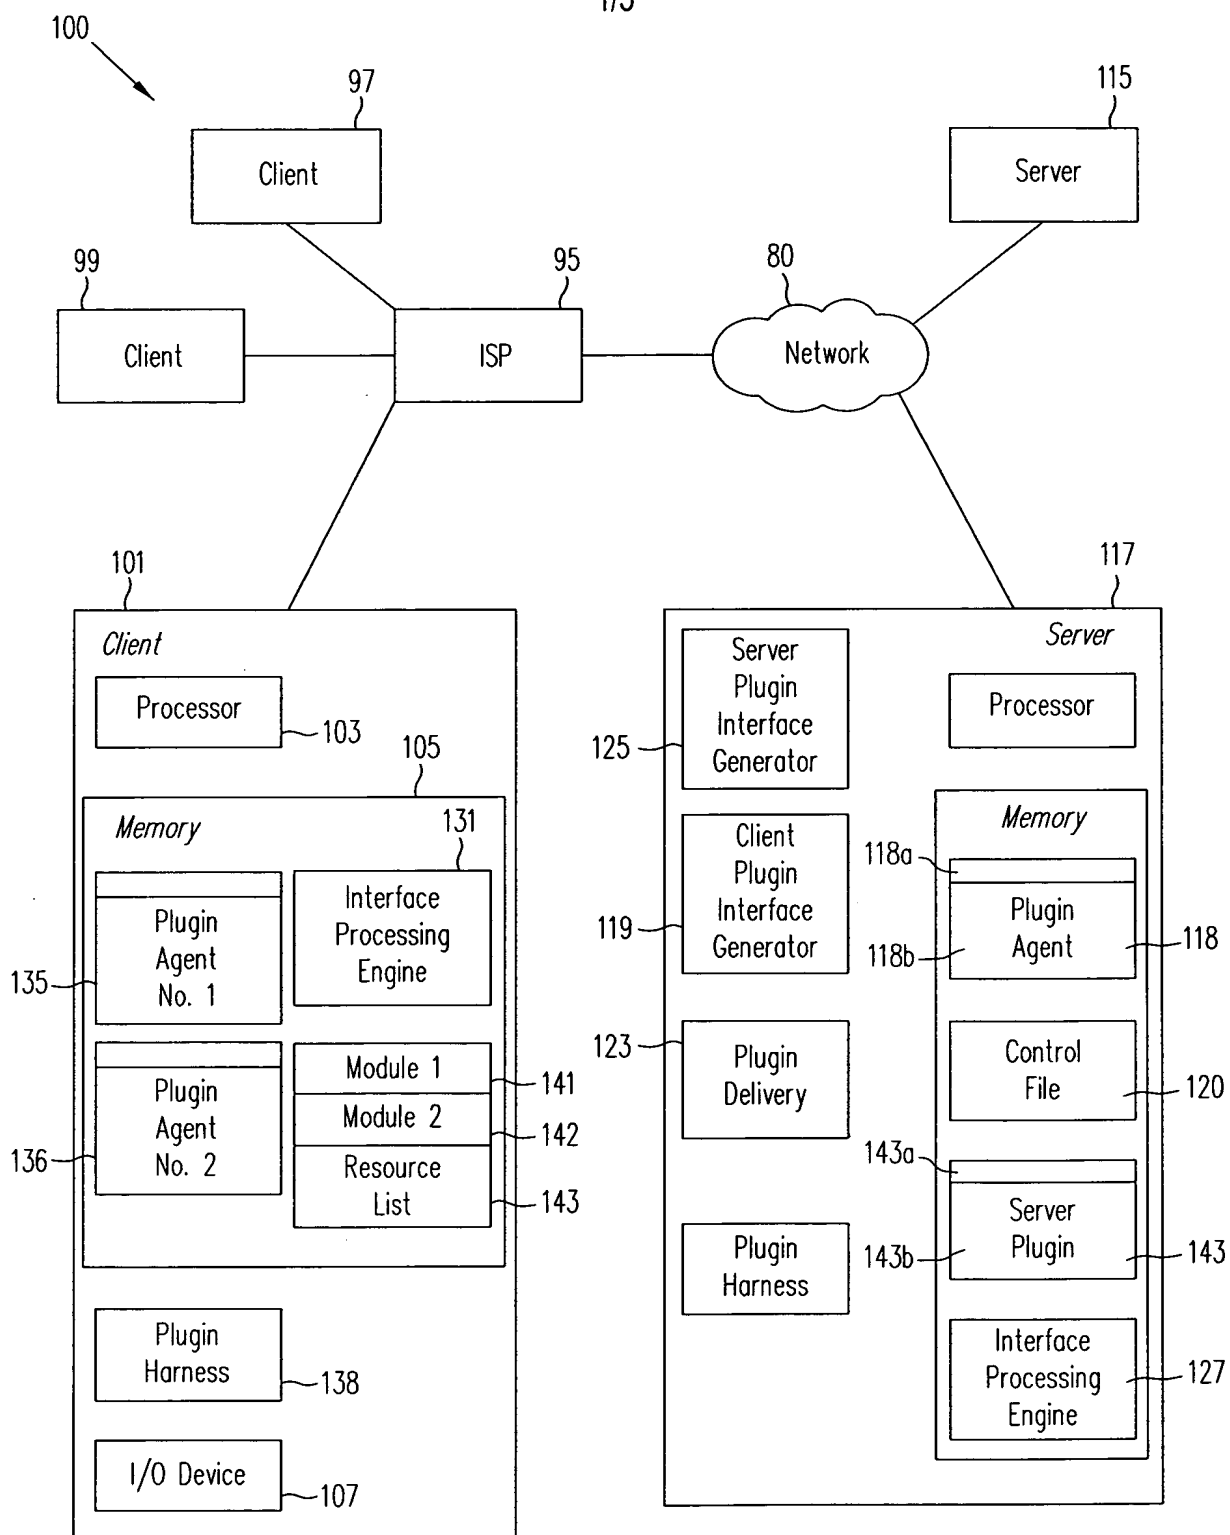 1/3
100
97
Client
115
Server
99
Client
95
ISP
80
Network
101
Client
Processor
103
105
Memory
131
Plugin
Agent
No. 1
135
Interface
Processing
Engine
Plugin
Agent
No. 2
136
Module 1
141
Module 2
142
Resource
List
143
Plugin
Harness
138
I/O Device
107
117
Server
Server
Plugin
Interface
Generator
125
Processor
Client
Plugin
Interface
Generator
119
Memory
118a
Plugin
Agent
118b
118
123
Plugin
Delivery
Control
File
120
143a
Server
Plugin
143b
143
Plugin
Harness
Interface
Processing
Engine
127